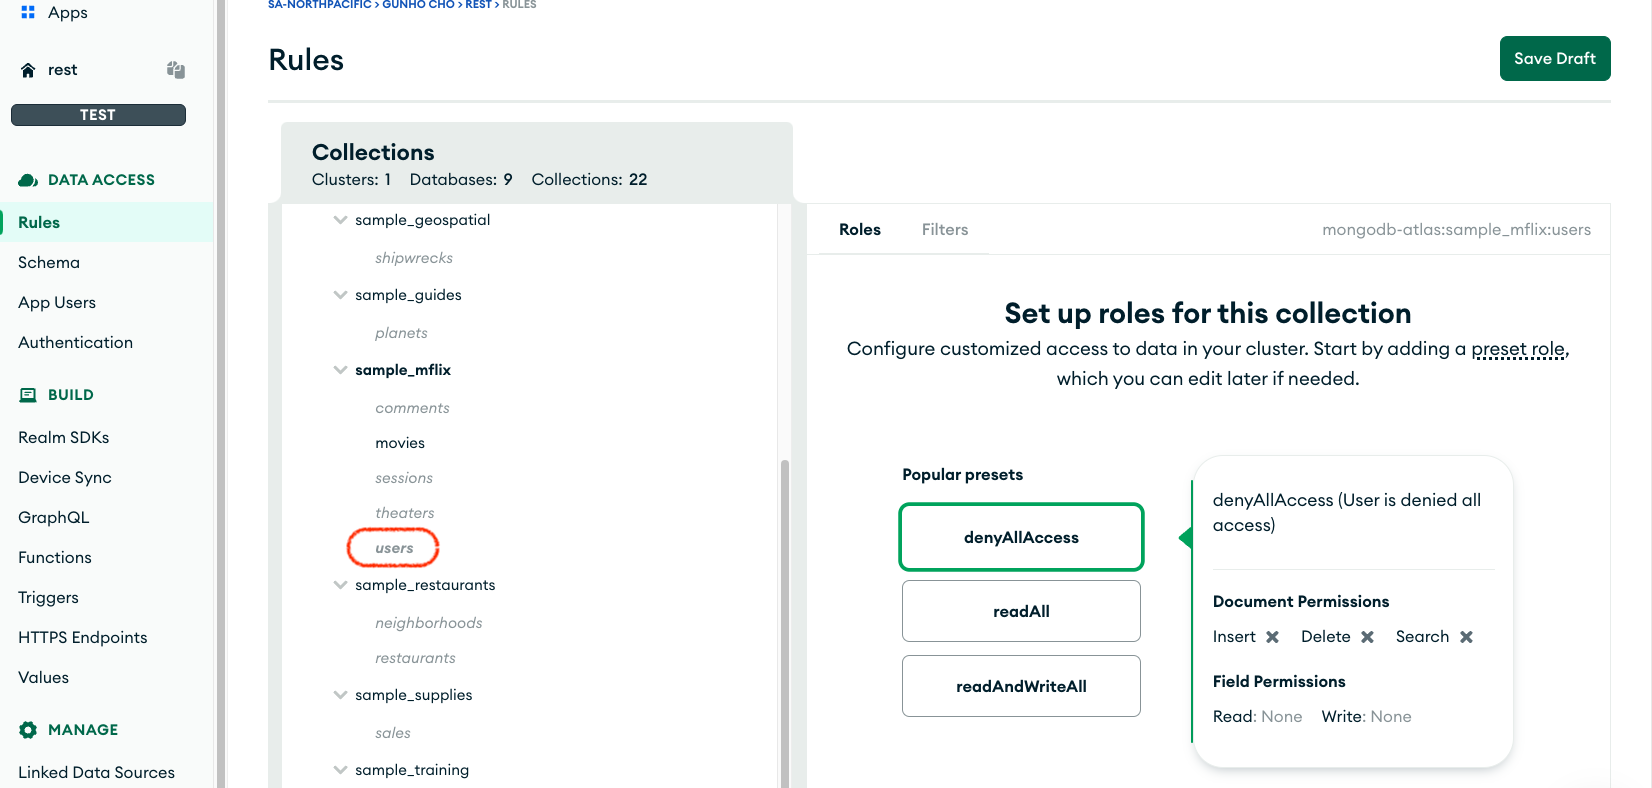 Apps
rest
TEST
DATA ACCESS
Rules
Schema
App Users
Authentication
BUILD
Realm SDKs
Device Sync
GraphQL
Functions
Triggers
HTTPS Endpoints
Values
MANAGE
Linked Data Sources
SA-NORTHPACIFIC > GUNHO CHO > REST > RULES
Rules
Save Draft
Collections
Clusters: 1 Databases: 9 Collections: 22
sample_geospatial
shipwrecks
sample_guides
planets
sample_mflix
comments
movies
sessions
theaters
users
sample_restaurants
neighborhoods
restaurants
sample_supplies
sales
sample_training
Roles Filters mongodb-atlas:sample_mflix:users
Set up roles for this collection
Configure customized access to data in your cluster. Start by adding a preset role,
which you can edit later if needed.
Popular presets
denyAllAccess
readAll
readAndWriteAll
denyAllAccess (User is denied all
access)
Document Permissions
Insert Delete Search
Field Permissions
Read: None Write: None